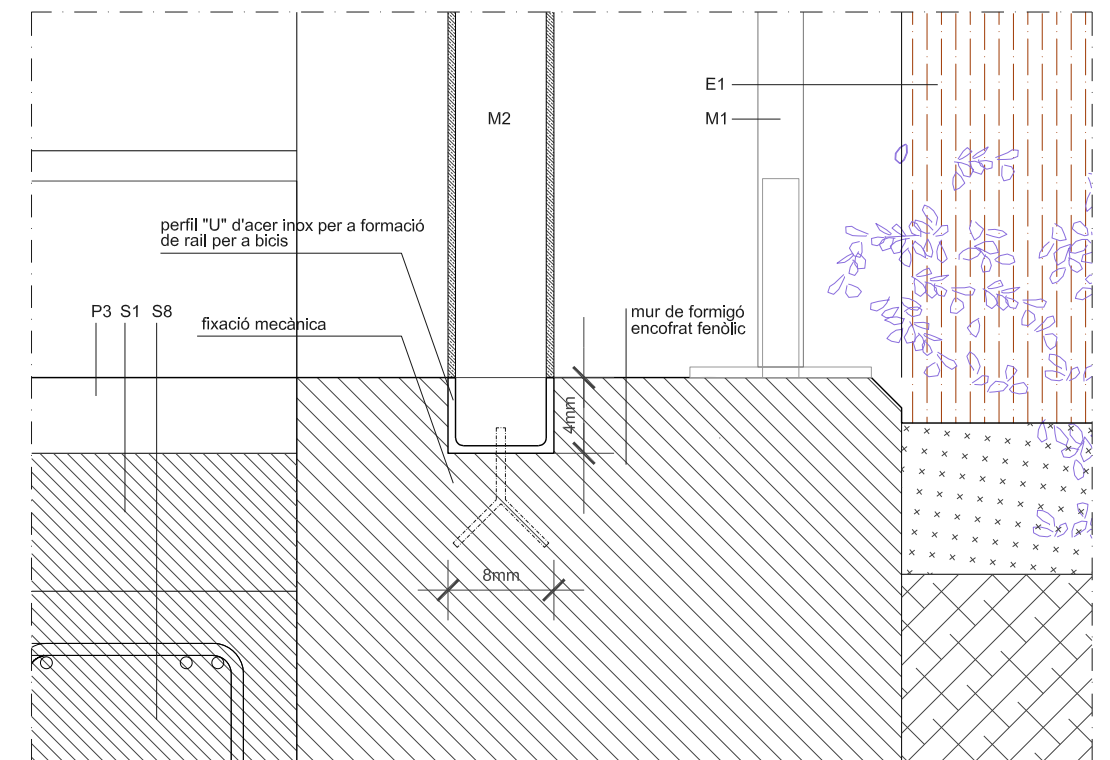 E1
M2
M1
perfil "U" d'acer inox per a formació
de rail per a bicis
P3 S1 S8
fixació mecànica
mur de formigó
encofrat fenòlic
4mm
8mm